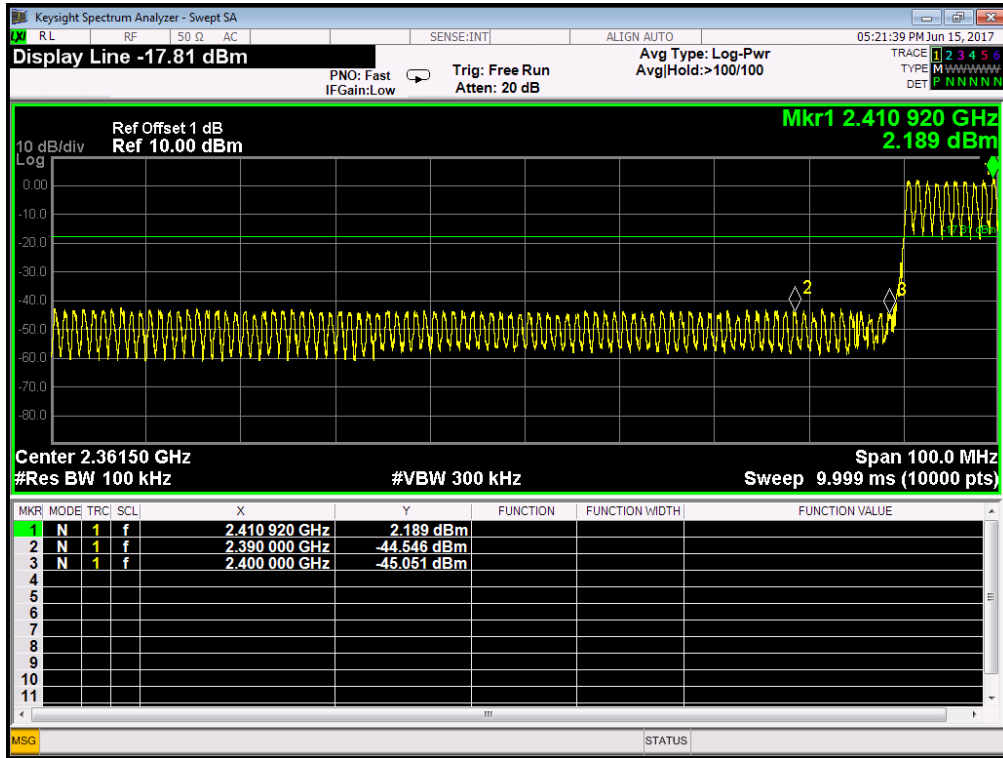 Keysight Spectrum Analyzer - Swept SA
LXI RL RF 50 Ω AC SENSE:INT ALIGN AUTO 05:21:39 PM Jun 15, 2017
Display Line -17.81 dBm
PNO: Fast
IFGain:Low
Trig: Free Run
Atten: 20 dB
Avg Type: Log-Pwr
Avg|Hold:>100/100
TRACE 1 2 3 4 5 6
TYPE M WWWWW
DET P N N N N N
Mkr1 2.410 920 GHz
2.189 dBm
Ref Offset 1 dB
10 dB/div Ref 10.00 dBm
Log
0.00
-10.0
-20.0
-17.81 dBm
-30.0
-40.0
2
3
-50.0
-60.0
-70.0
-80.0
Center 2.36150 GHz Span 100.0 MHz
#Res BW 100 kHz #VBW 300 kHz Sweep 9.999 ms (10000 pts)
MKR MODE TRC SCL X Y FUNCTION FUNCTION WIDTH FUNCTION VALUE
1 N 1 f 2.410 920 GHz 2.189 dBm
2 N 1 f 2.390 000 GHz -44.546 dBm
3 N 1 f 2.400 000 GHz -45.051 dBm
4
5
6
7
8
9
10
11
MSG STATUS